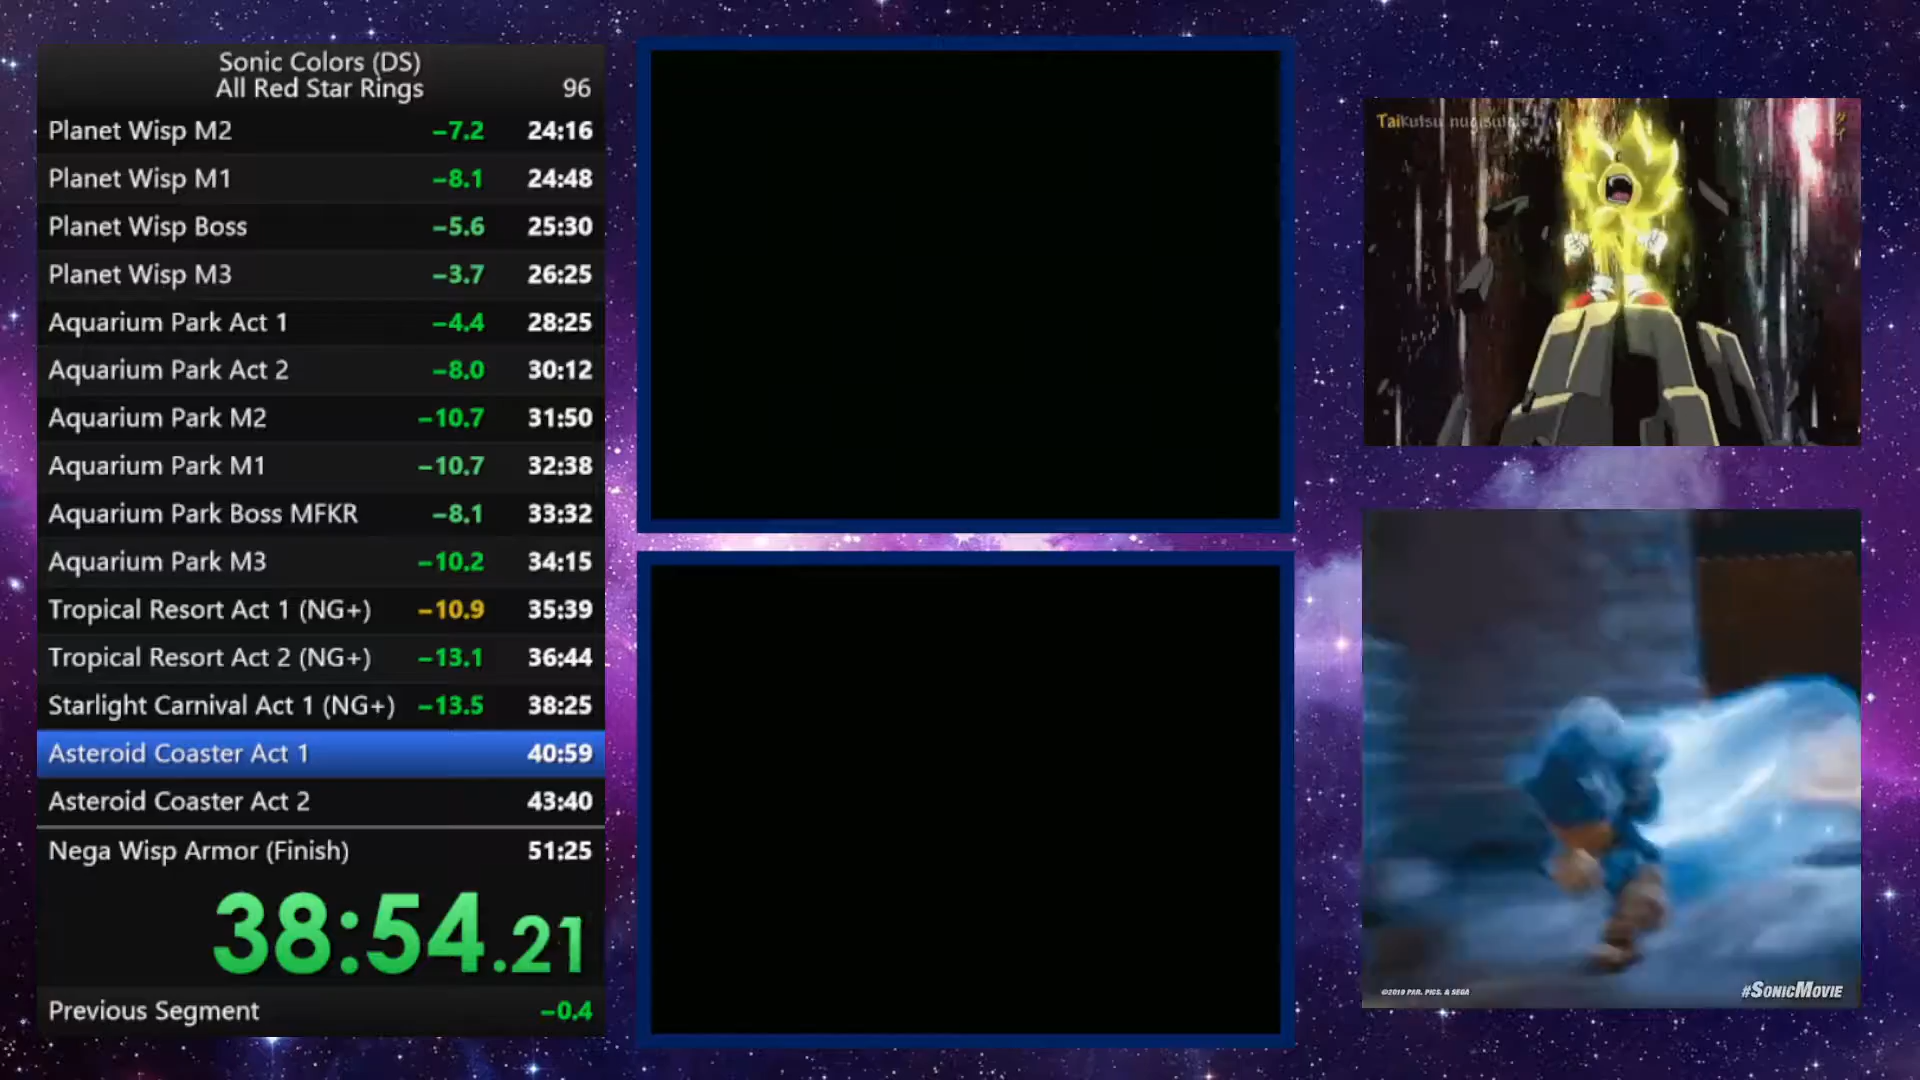 Sonic Colors (DS)
All Red Star Rings 96
Planet Wisp M2 −7.2 24:16
Planet Wisp M1 −8.1 24:48
Planet Wisp Boss −5.6 25:30
Planet Wisp M3 −3.7 26:25
Aquarium Park Act 1 −4.4 28:25
Aquarium Park Act 2 −8.0 30:12
Aquarium Park M2 −10.7 31:50
Aquarium Park M1 −10.7 32:38
Aquarium Park Boss MFKR −8.1 33:32
Aquarium Park M3 −10.2 34:15
Tropical Resort Act 1 (NG+) −10.9 35:39
Tropical Resort Act 2 (NG+) −13.1 36:44
Starlight Carnival Act 1 (NG+) −13.5 38:25
Asteroid Coaster Act 1 40:59
Asteroid Coaster Act 2 43:40
Nega Wisp Armor (Finish) 51:25
38:54.21
Previous Segment −0.4
Taikutsu
©2019 PAR. PICS. & SEGA
#SONICMOVIE